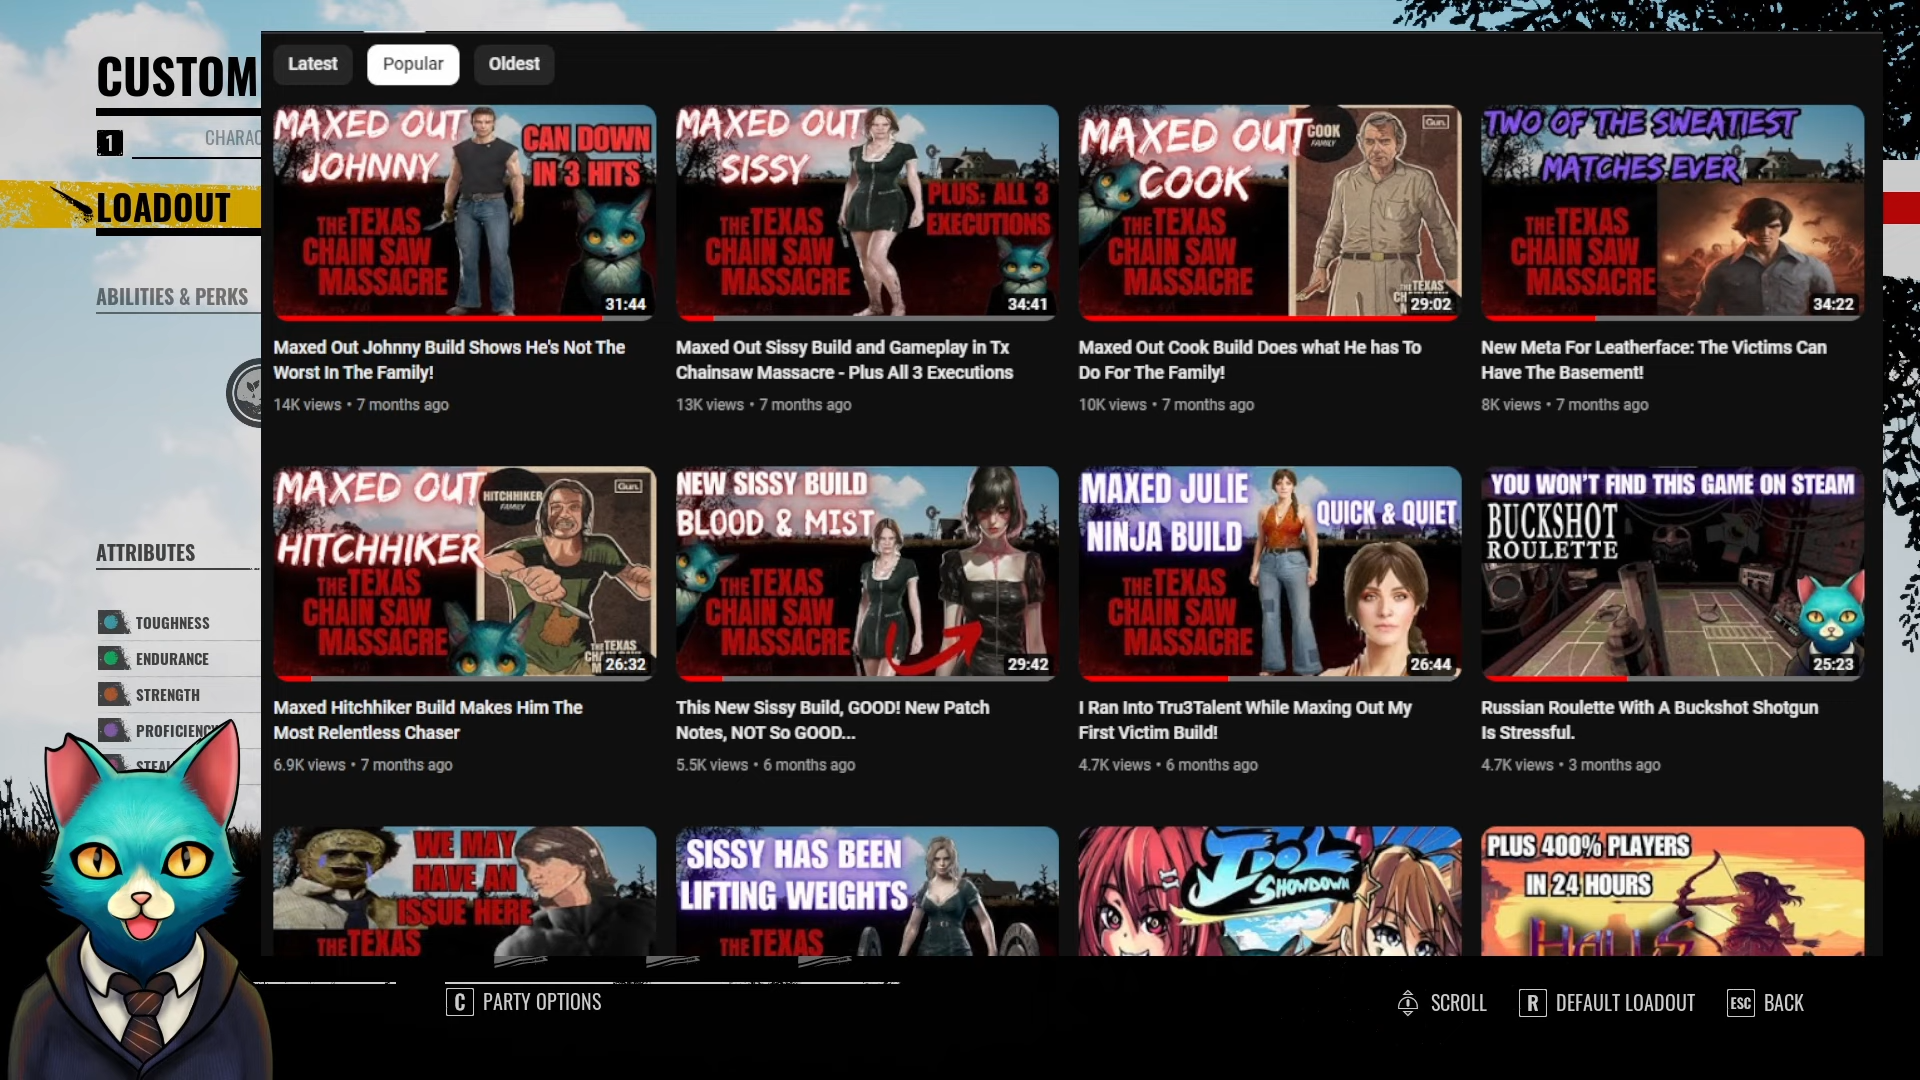 CUSTOM
1 CHARAC
LOADOUT
ABILITIES & PERKS
ATTRIBUTES
TOUGHNESS
ENDURANCE
STRENGTH
PROFICIENCY
STEAL
Latest Popular Oldest
MAXED OUT
JOHNNY
CAN DOWN
IN 3 HITS
THE TEXAS
CHAIN SAW
MASSACRE
31:44
Maxed Out Johnny Build Shows He's Not The
Worst In The Family!
14K views • 7 months ago
MAXED OUT
SISSY
PLUS: ALL 3
EXECUTIONS
THE TEXAS
CHAIN SAW
MASSACRE
34:41
Maxed Out Sissy Build and Gameplay in Tx
Chainsaw Massacre - Plus All 3 Executions
13K views • 7 months ago
MAXED OUT
COOK
COOK
FAMILY
Gun.
THE TEXAS
CHAIN SAW
MASSACRE
THE TEXAS
CH
29:02
Maxed Out Cook Build Does what He has To
Do For The Family!
10K views • 7 months ago
TWO OF THE SWEATIEST
MATCHES EVER
THE TEXAS
CHAIN SAW
MASSACRE
34:22
New Meta For Leatherface: The Victims Can
Have The Basement!
8K views • 7 months ago
MAXED OUT
HITCHHIKER
HITCHHIKER
FAMILY
Gun.
THE TEXAS
CHAIN SAW
MASSACRE
THE TEXAS
26:32
Maxed Hitchhiker Build Makes Him The
Most Relentless Chaser
6.9K views • 7 months ago
NEW SISSY BUILD
BLOOD & MIST
THE TEXAS
CHAIN SAW
MASSACRE
29:42
This New Sissy Build, GOOD! New Patch
Notes, NOT So GOOD...
5.5K views • 6 months ago
MAXED JULIE
NINJA BUILD
QUICK & QUIET
THE TEXAS
CHAIN SAW
MASSACRE
26:44
I Ran Into Tru3Talent While Maxing Out My
First Victim Build!
4.7K views • 6 months ago
YOU WON'T FIND THIS GAME ON STEAM
BUCKSHOT
ROULETTE
25:23
Russian Roulette With A Buckshot Shotgun
Is Stressful.
4.7K views • 3 months ago
WE MAY
HAVE AN
ISSUE HERE
THE TEXAS
SISSY HAS BEEN
LIFTING WEIGHTS
THE TEXAS
IDOL
SHOWDOWN
PLUS 400% PLAYERS
IN 24 HOURS
HALLS
C PARTY OPTIONS
SCROLL
R DEFAULT LOADOUT
ESC BACK